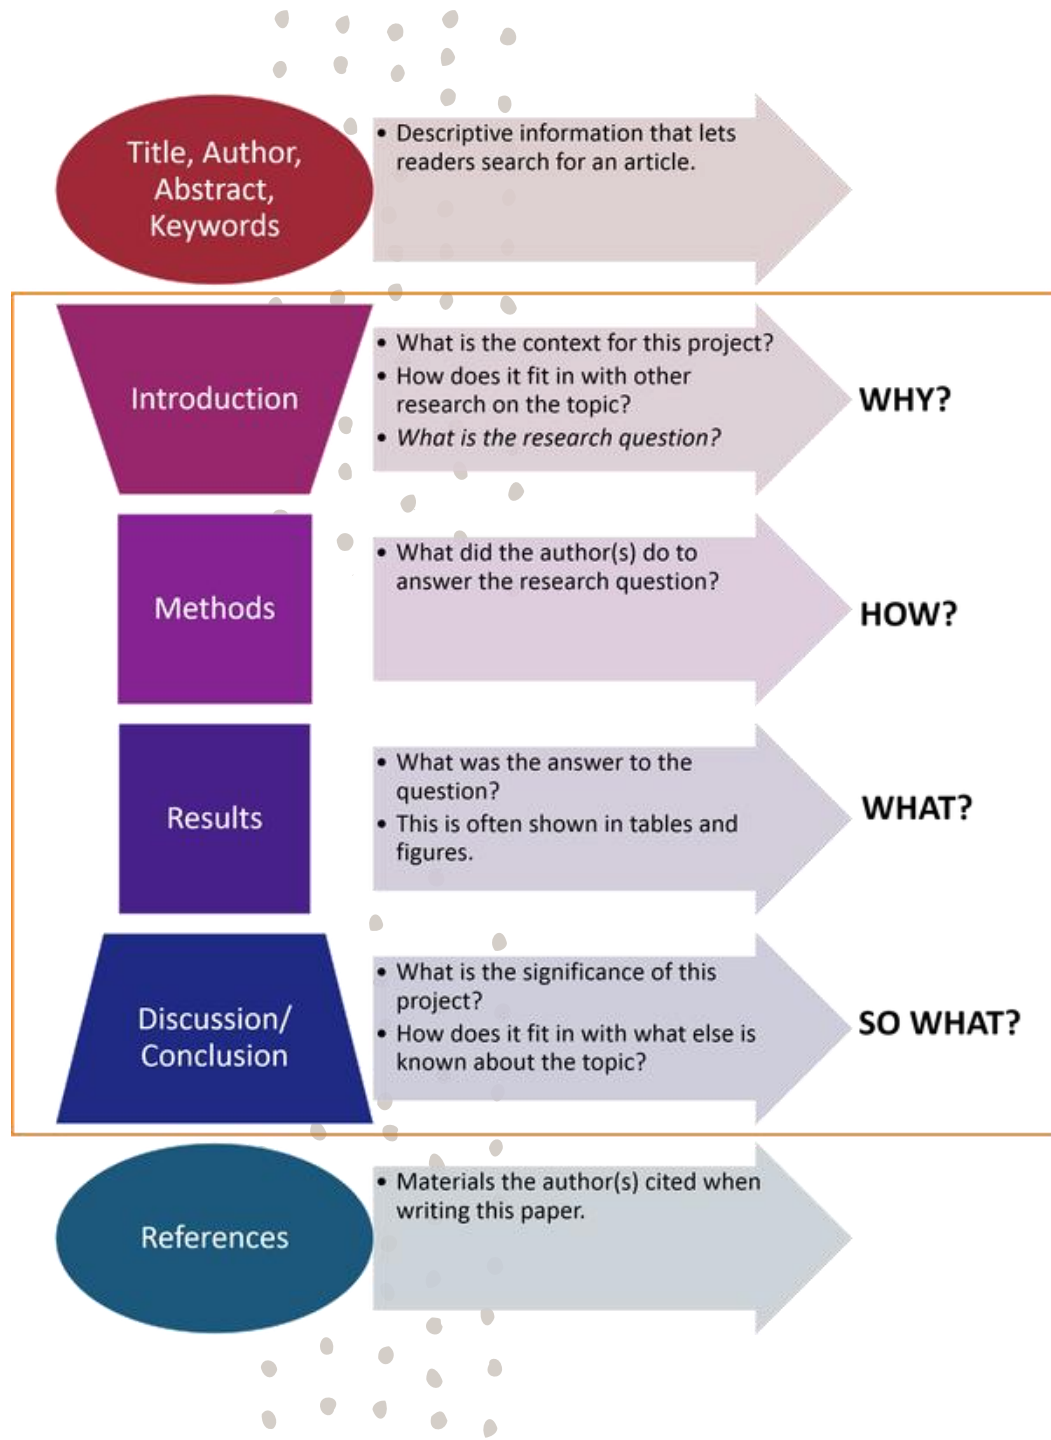 Title, Author,
Abstract,
Keywords
• Descriptive information that lets
readers search for an article.
Introduction
• What is the context for this project?
• How does it fit in with other
research on the topic?
• What is the research question?
WHY?
Methods
• What did the author(s) do to
answer the research question?
HOW?
Results
• What was the answer to the
question?
• This is often shown in tables and
figures.
WHAT?
Discussion/
Conclusion
• What is the significance of this
project?
• How does it fit in with what else is
known about the topic?
SO WHAT?
References
• Materials the author(s) cited when
writing this paper.